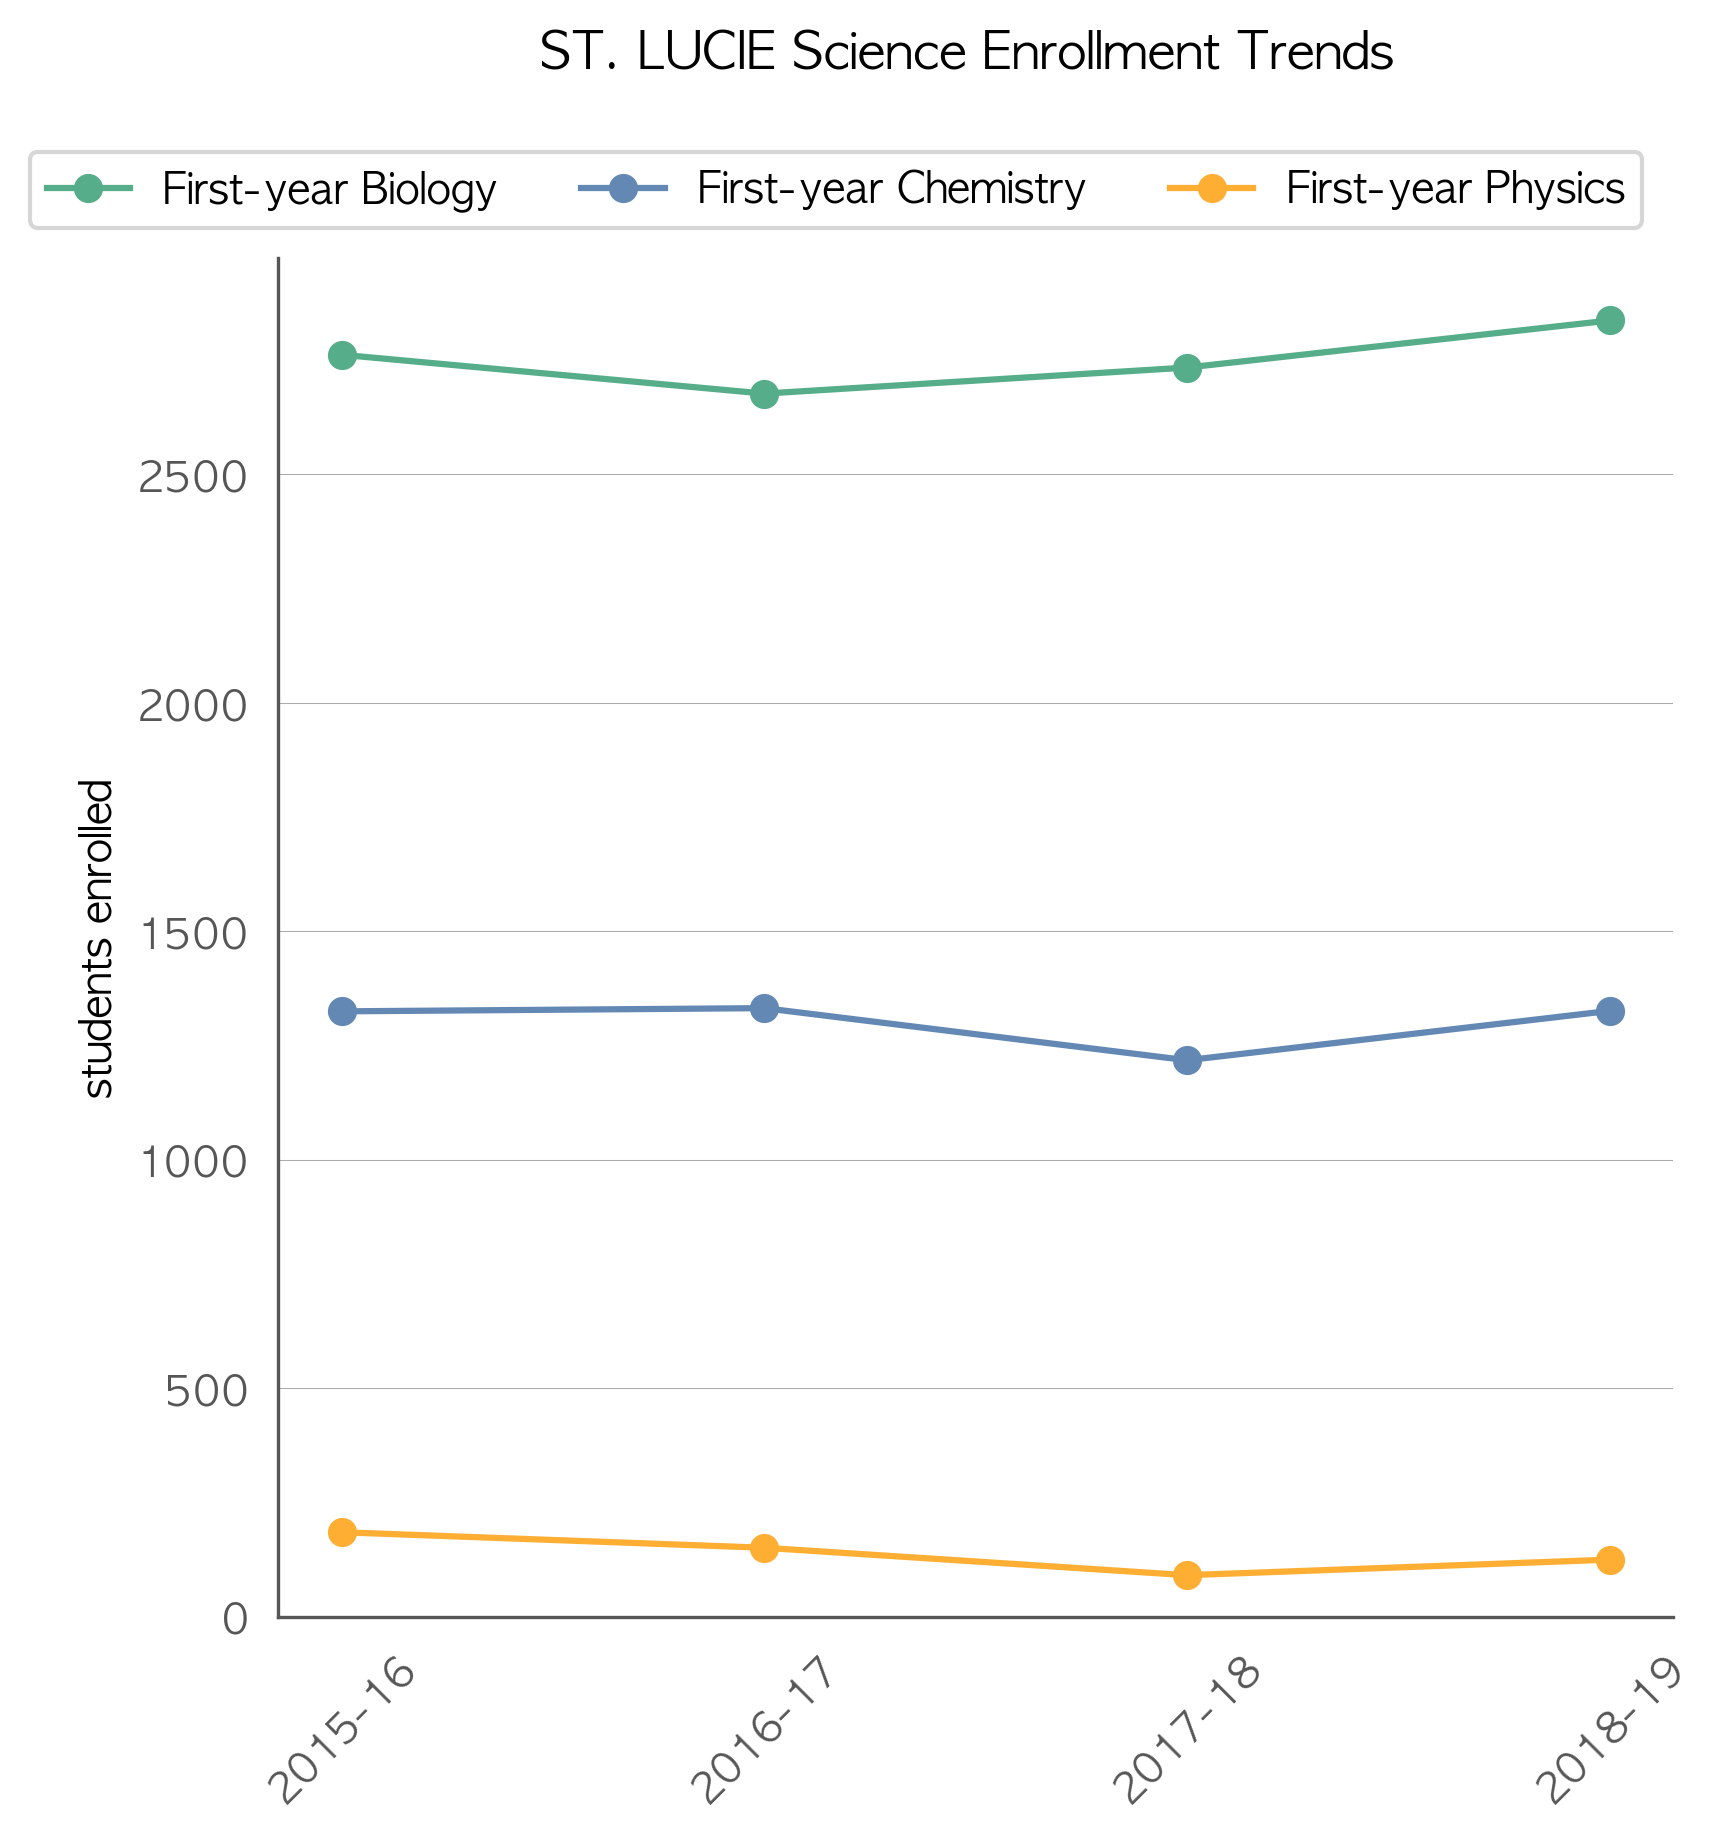 ST. LUCIE Science Enrollment Trends
First-year Biology First-year Chemistry First-year Physics
2500
2000
1500
1000
500
0
students enrolled
2015-16 2016-17 2017-18 2018-19